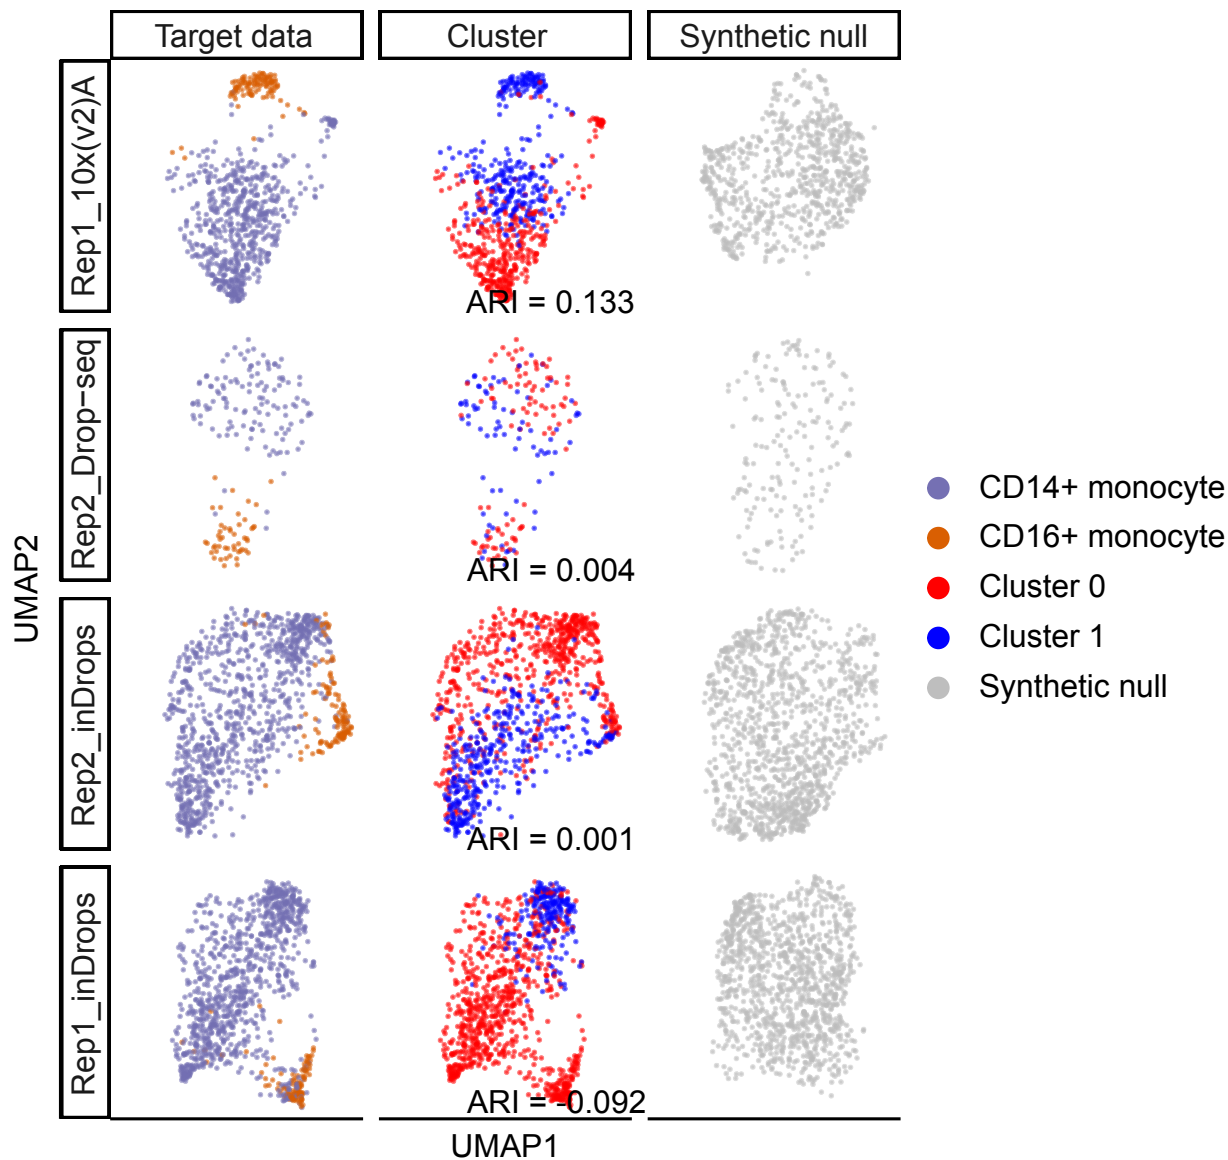 Target data
Cluster
Synthetic null
Rep1_10x(v2)A
ARI = 0.133
Rep2_Drop−seq
ARI = 0.004
UMAP2
CD14+ monocyte
CD16+ monocyte
Cluster 0
Cluster 1
Synthetic null
Rep2_inDrops
ARI = 0.001
Rep1_inDrops
ARI = -0.092
UMAP1